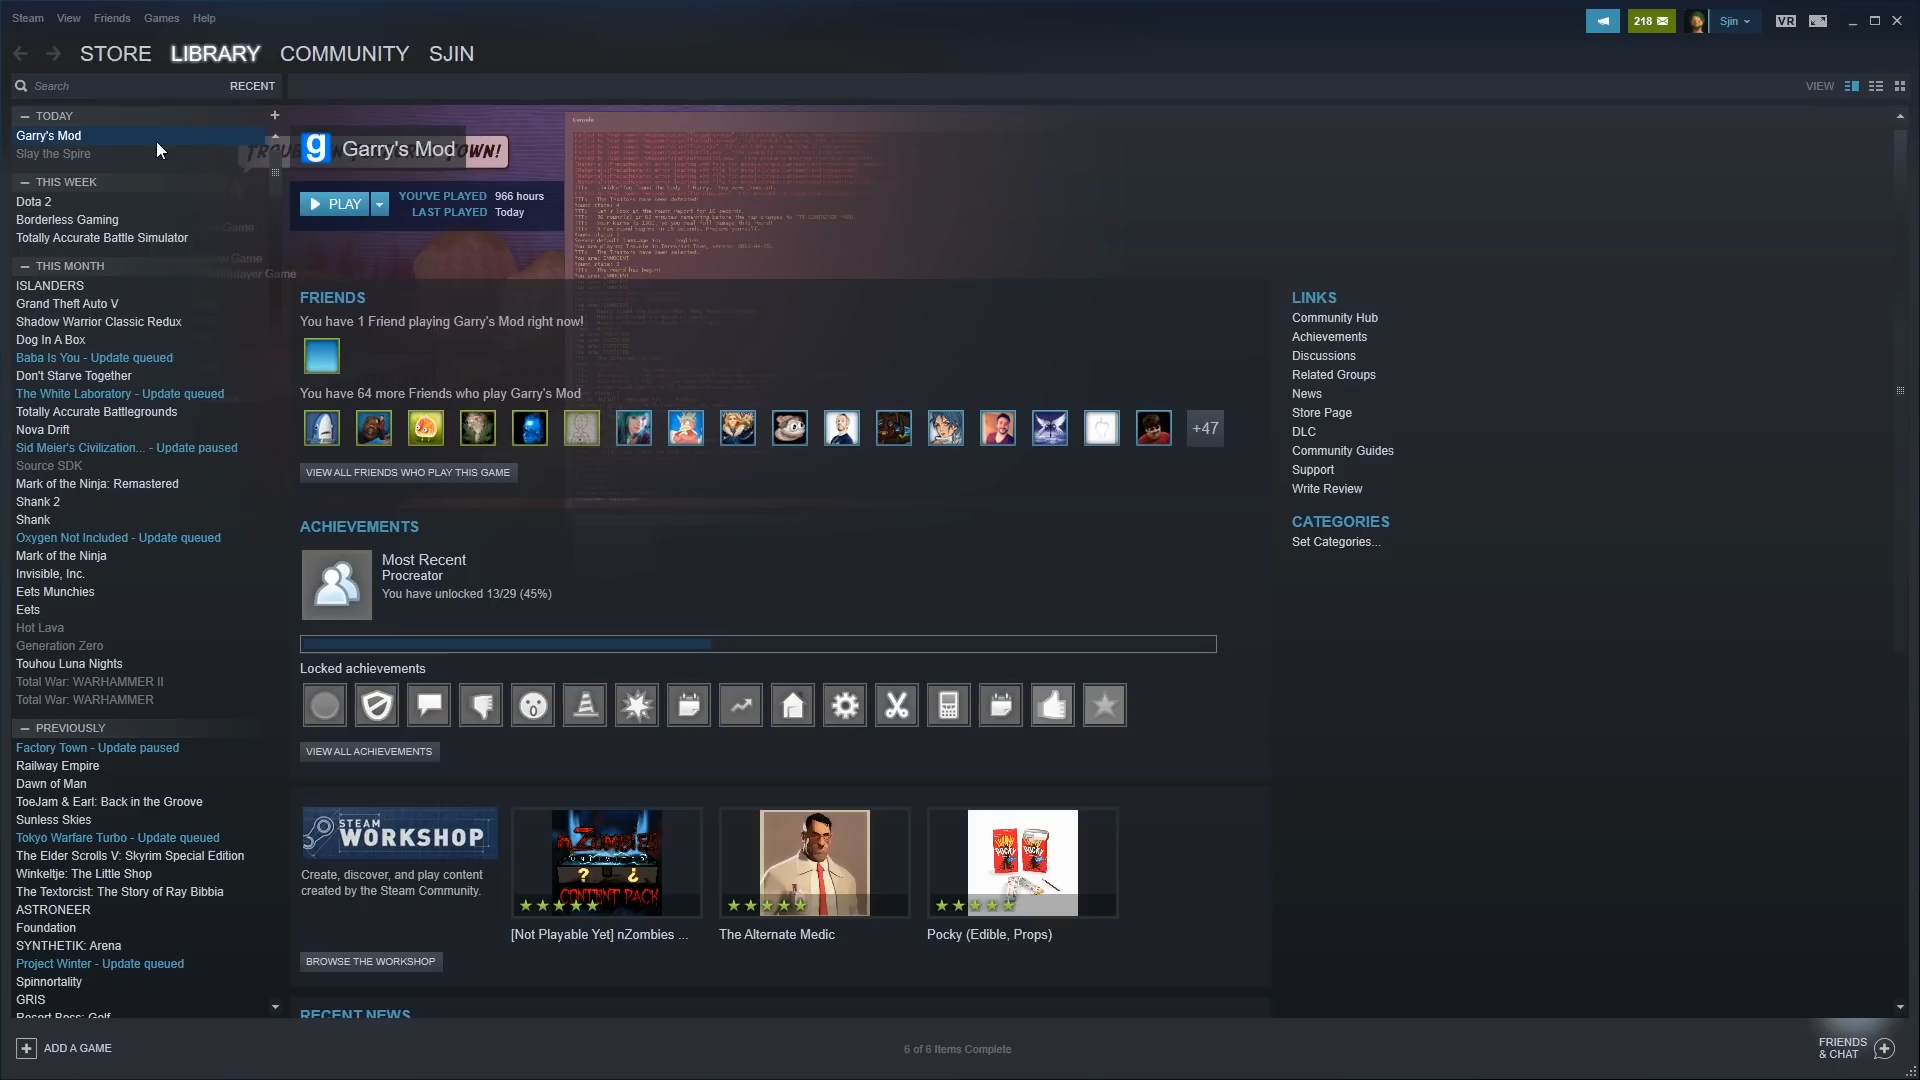 Steam View Friends Games Help
218
Sjin
VR
STORE LIBRARY COMMUNITY SJIN
Search
RECENT
VIEW
— TODAY
Garry's Mod
Slay the Spire
— THIS WEEK
Dota 2
Borderless Gaming
Totally Accurate Battle Simulator
— THIS MONTH
ISLANDERS
Grand Theft Auto V
Shadow Warrior Classic Redux
Dog In A Box
Baba Is You - Update queued
Don't Starve Together
The White Laboratory - Update queued
Totally Accurate Battlegrounds
Nova Drift
Sid Meier's Civilization... - Update paused
Source SDK
Mark of the Ninja: Remastered
Shank 2
Shank
Oxygen Not Included - Update queued
Mark of the Ninja
Invisible, Inc.
Eets Munchies
Eets
Hot Lava
Generation Zero
Touhou Luna Nights
Total War: WARHAMMER II
Total War: WARHAMMER
— PREVIOUSLY
Factory Town - Update paused
Railway Empire
Dawn of Man
ToeJam & Earl: Back in the Groove
Sunless Skies
Tokyo Warfare Turbo - Update queued
The Elder Scrolls V: Skyrim Special Edition
Winkeltje: The Little Shop
The Textorcist: The Story of Ray Bibbia
ASTRONEER
Foundation
SYNTHETIK: Arena
Project Winter - Update queued
Spinnortality
GRIS
Resort Boss: Golf
g Garry's Mod
PLAY
YOU'VE PLAYED 966 hours
LAST PLAYED Today
Console
FRIENDS
You have 1 Friend playing Garry's Mod right now!
You have 64 more Friends who play Garry's Mod
+47
VIEW ALL FRIENDS WHO PLAY THIS GAME
ACHIEVEMENTS
Most Recent
Procreator
You have unlocked 13/29 (45%)
Locked achievements
VIEW ALL ACHIEVEMENTS
STEAM
WORKSHOP
Create, discover, and play content
created by the Steam Community.
BROWSE THE WORKSHOP
nZombies
UNLIMITED
? ¿
CONTENT PACK
[Not Playable Yet] nZombies ...
The Alternate Medic
Pocky (Edible, Props)
RECENT NEWS
LINKS
Community Hub
Achievements
Discussions
Related Groups
News
Store Page
DLC
Community Guides
Support
Write Review
CATEGORIES
Set Categories...
+ ADD A GAME
6 of 6 Items Complete
FRIENDS
& CHAT